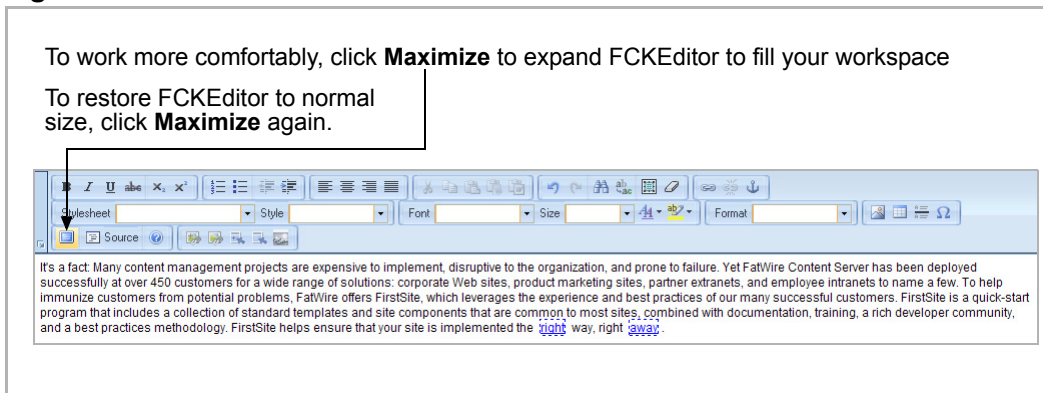 To work more comfortably, click Maximize to expand FCKEditor to fill your workspace
To restore FCKEditor to normal
size, click Maximize again.
B I U abc X₂ X²
Stylesheet Style Font Size Format
Source
It's a fact: Many content management projects are expensive to implement, disruptive to the organization, and prone to failure. Yet FatWire Content Server has been deployed
successfully at over 450 customers for a wide range of solutions: corporate Web sites, product marketing sites, partner extranets, and employee intranets to name a few. To help
immunize customers from potential problems, FatWire offers FirstSite, which leverages the experience and best practices of our many successful customers. FirstSite is a quick-start
program that includes a collection of standard templates and site components that are common to most sites, combined with documentation, training, a rich developer community,
and a best practices methodology. FirstSite helps ensure that your site is implemented the right way, right away.